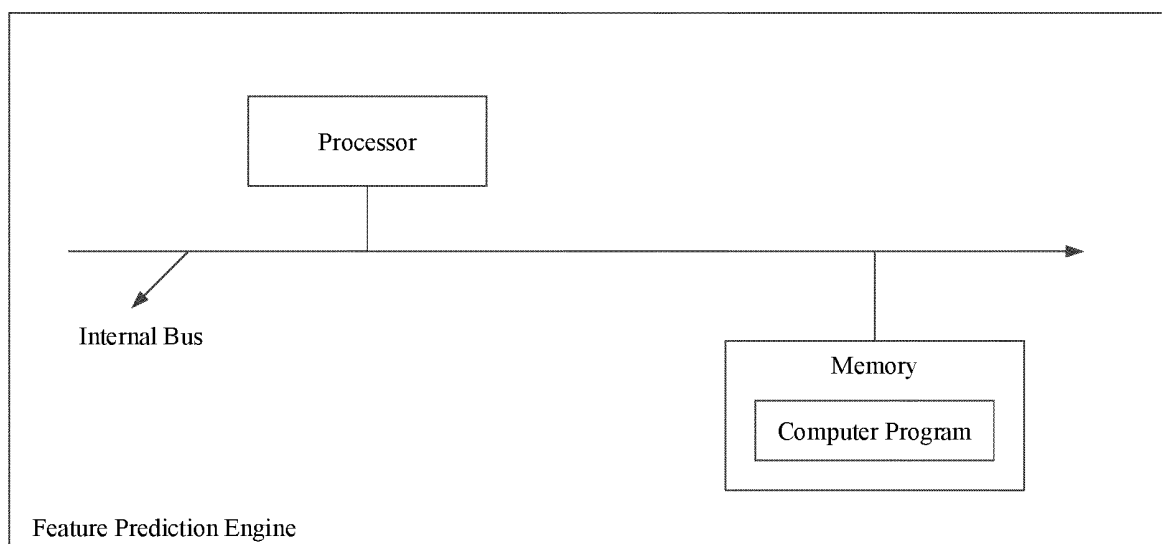 Processor
Internal Bus
Memory
Computer Program
Feature Prediction Engine